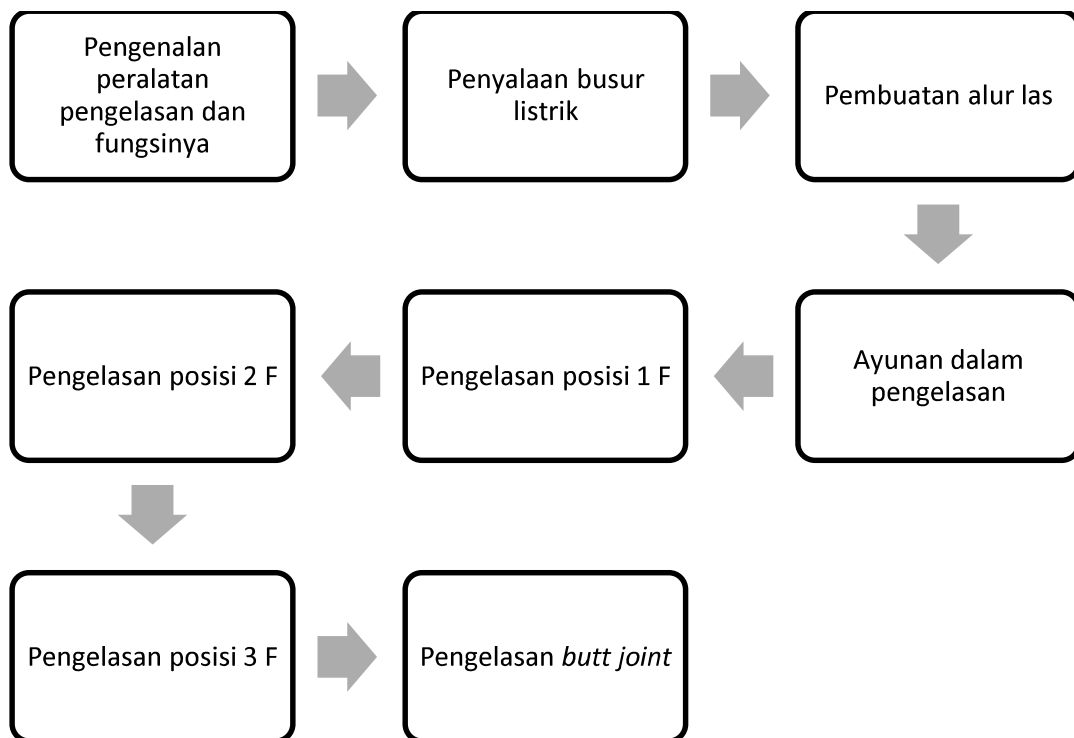 Pengenalan
peralatan
pengelasan dan
fungsinya
Penyalaan busur
listrik
Pembuatan alur las
Ayunan dalam
pengelasan
Pengelasan posisi 1 F
Pengelasan posisi 2 F
Pengelasan posisi 3 F
Pengelasan butt joint